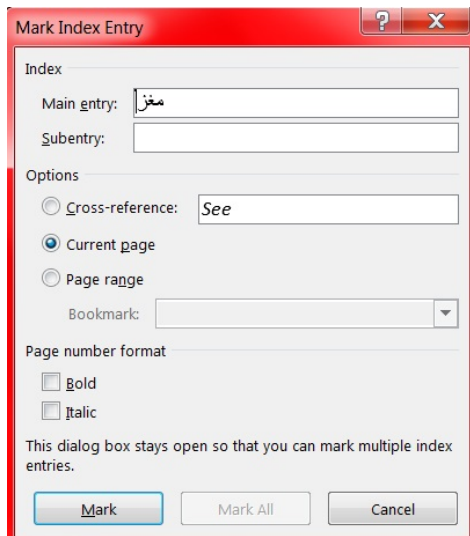 Mark Index Entry
Index
Main entry: مغز
Subentry:
Options
Cross-reference: See
Current page
Page range
Bookmark:
Page number format
Bold
Italic
This dialog box stays open so that you can mark multiple index
entries.
Mark Mark All Cancel